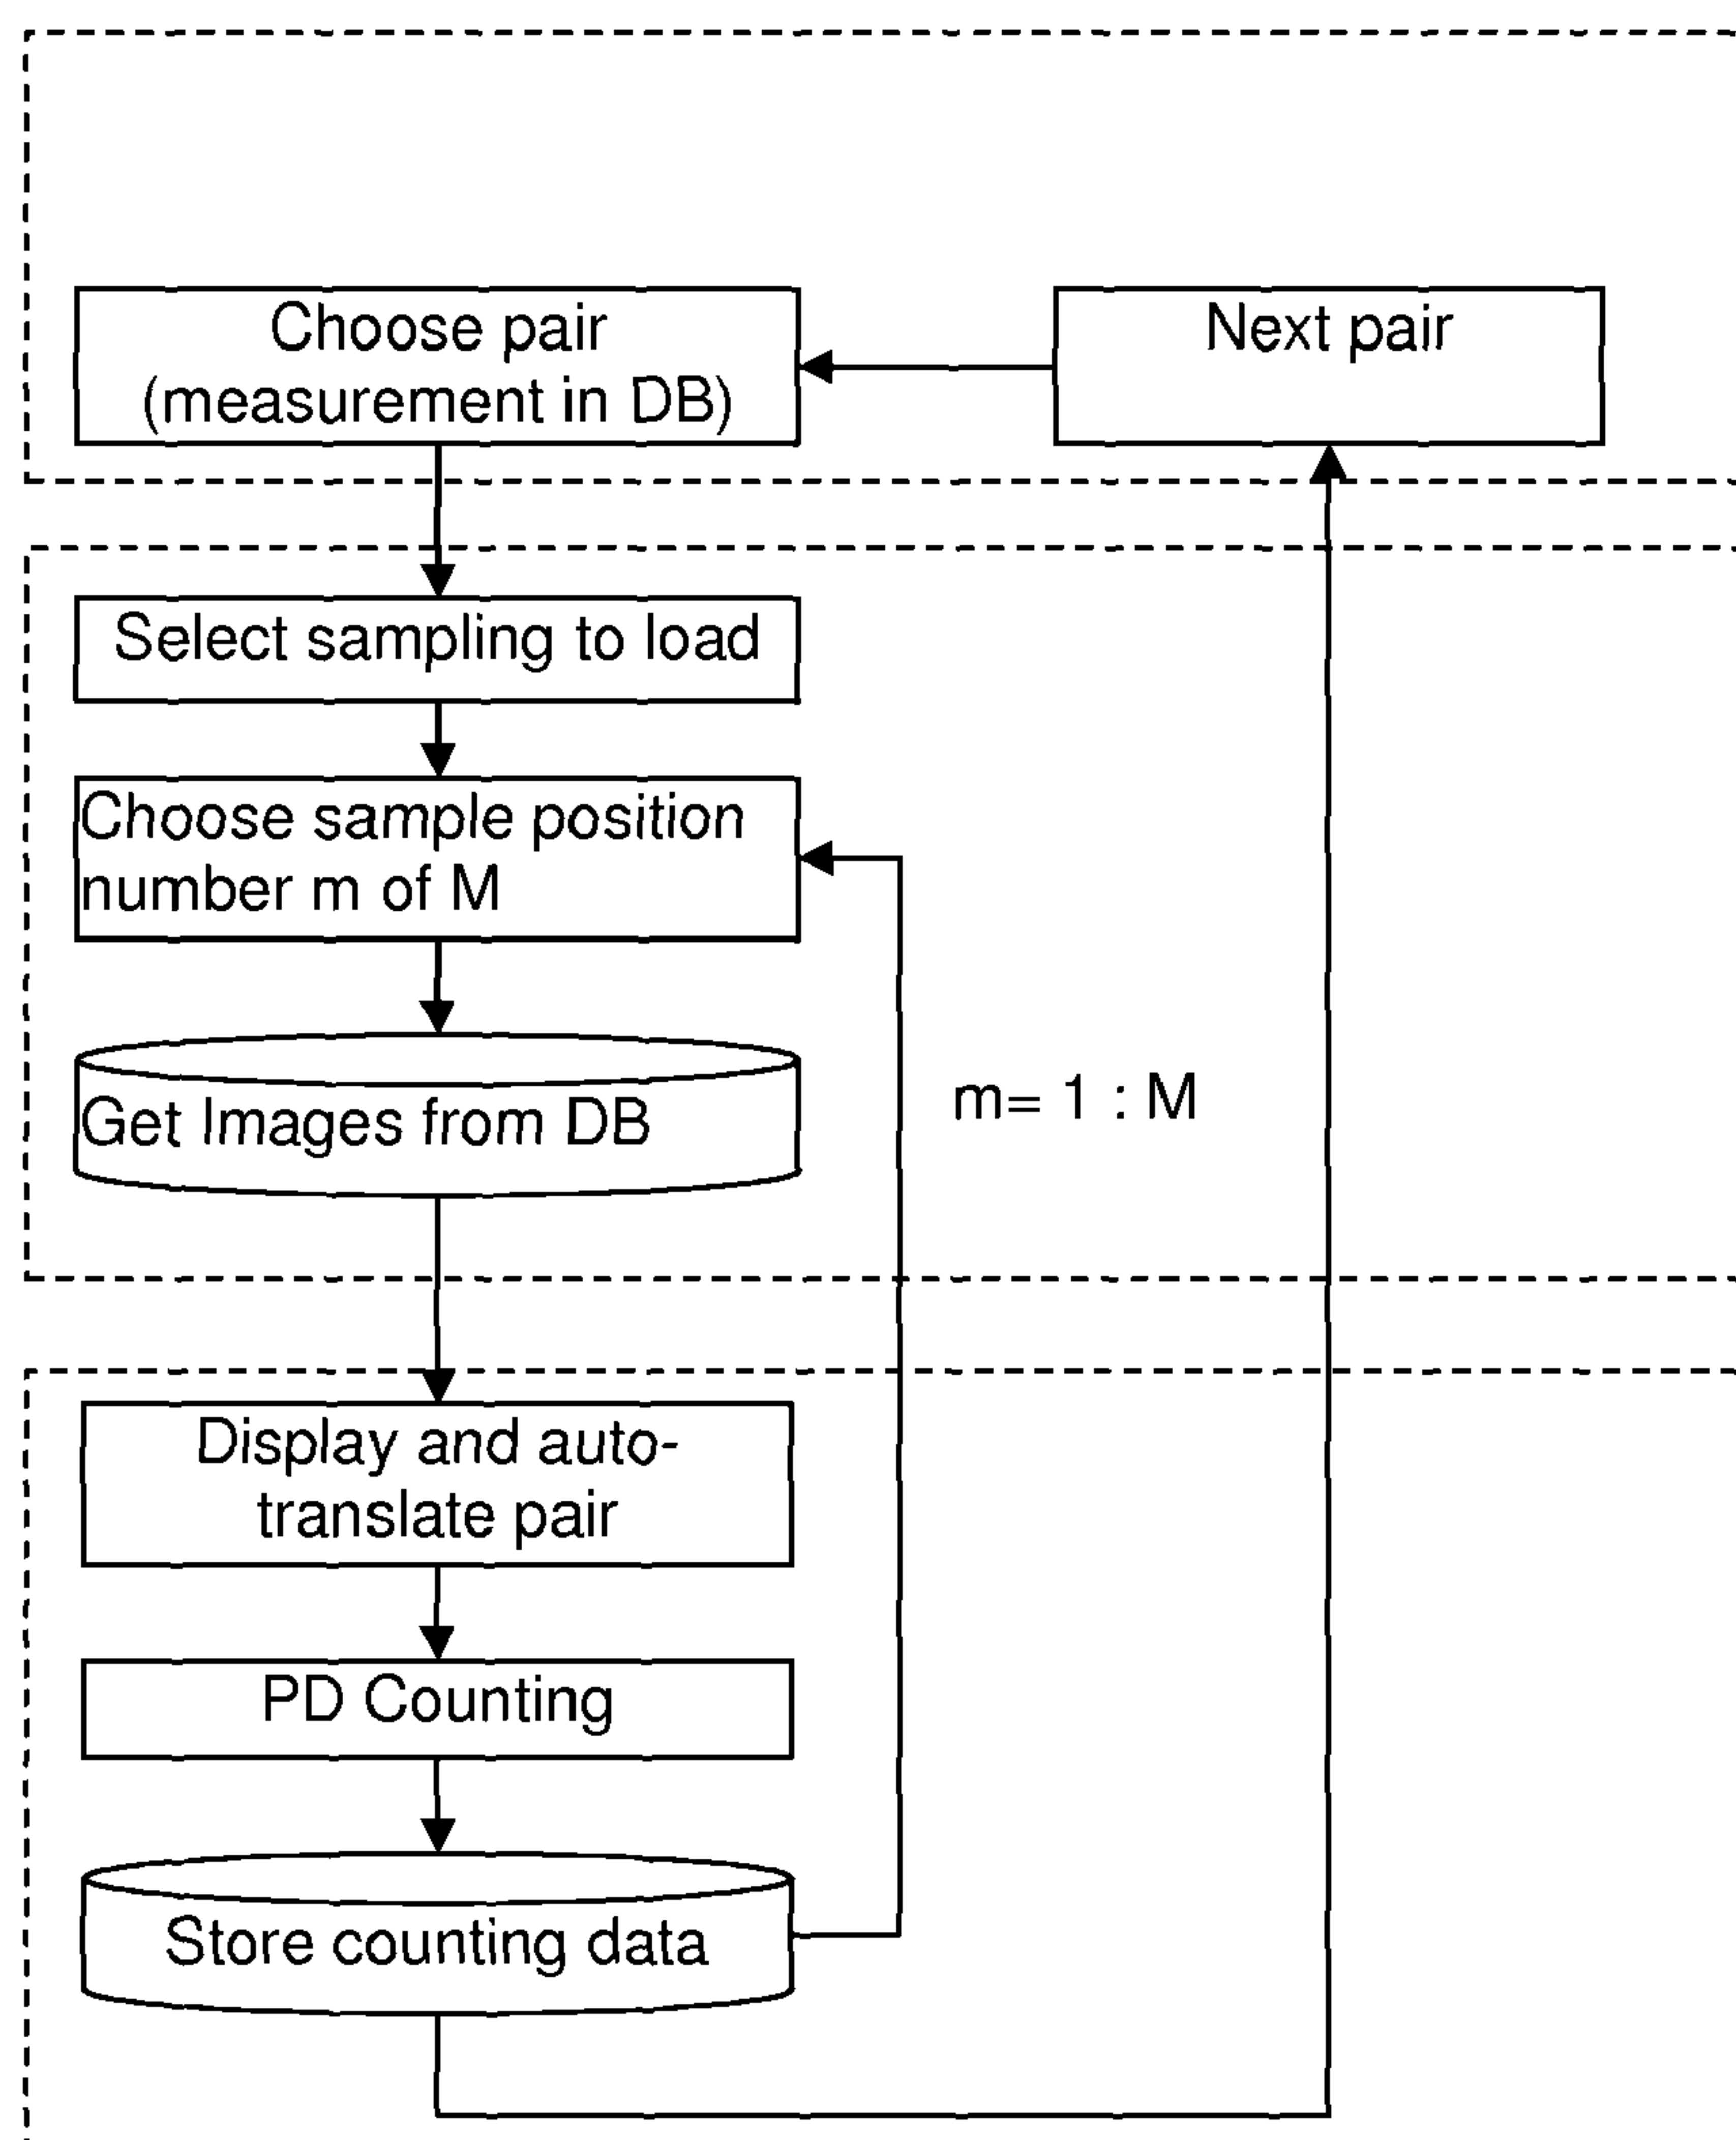 Choose pair
(measurement in DB)
Next pair
Select sampling to load
Choose sample position
number m of M
Get Images from DB
m= 1 : M
Display and auto-
translate pair
PD Counting
Store counting data